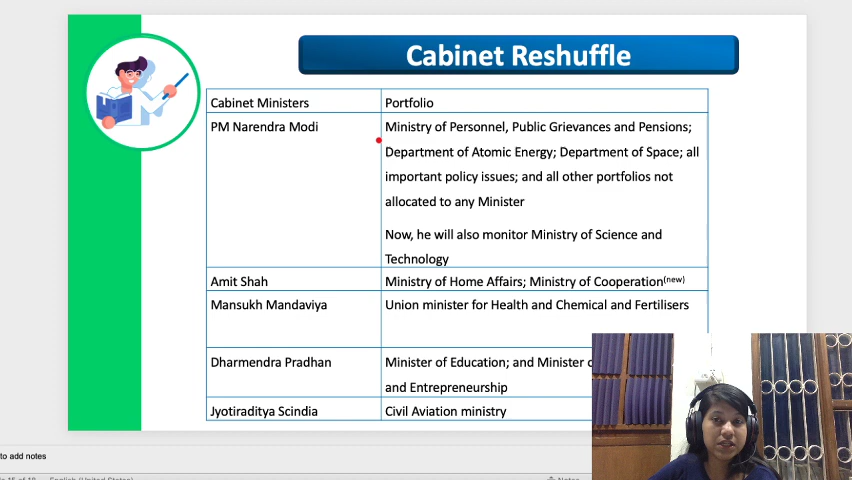 Cabinet Reshuffle
Cabinet Ministers
Portfolio
PM Narendra Modi
Ministry of Personnel, Public Grievances and Pensions;
Department of Atomic Energy; Department of Space; all
important policy issues; and all other portfolios not
allocated to any Minister
Now, he will also monitor Ministry of Science and
Technology
Amit Shah
Ministry of Home Affairs; Ministry of Cooperation(new)
Mansukh Mandaviya
Union minister for Health and Chemical and Fertilisers
Dharmendra Pradhan
Minister of Education; and Minister
and Entrepreneurship
Jyotiraditya Scindia
Civil Aviation ministry
to add notes